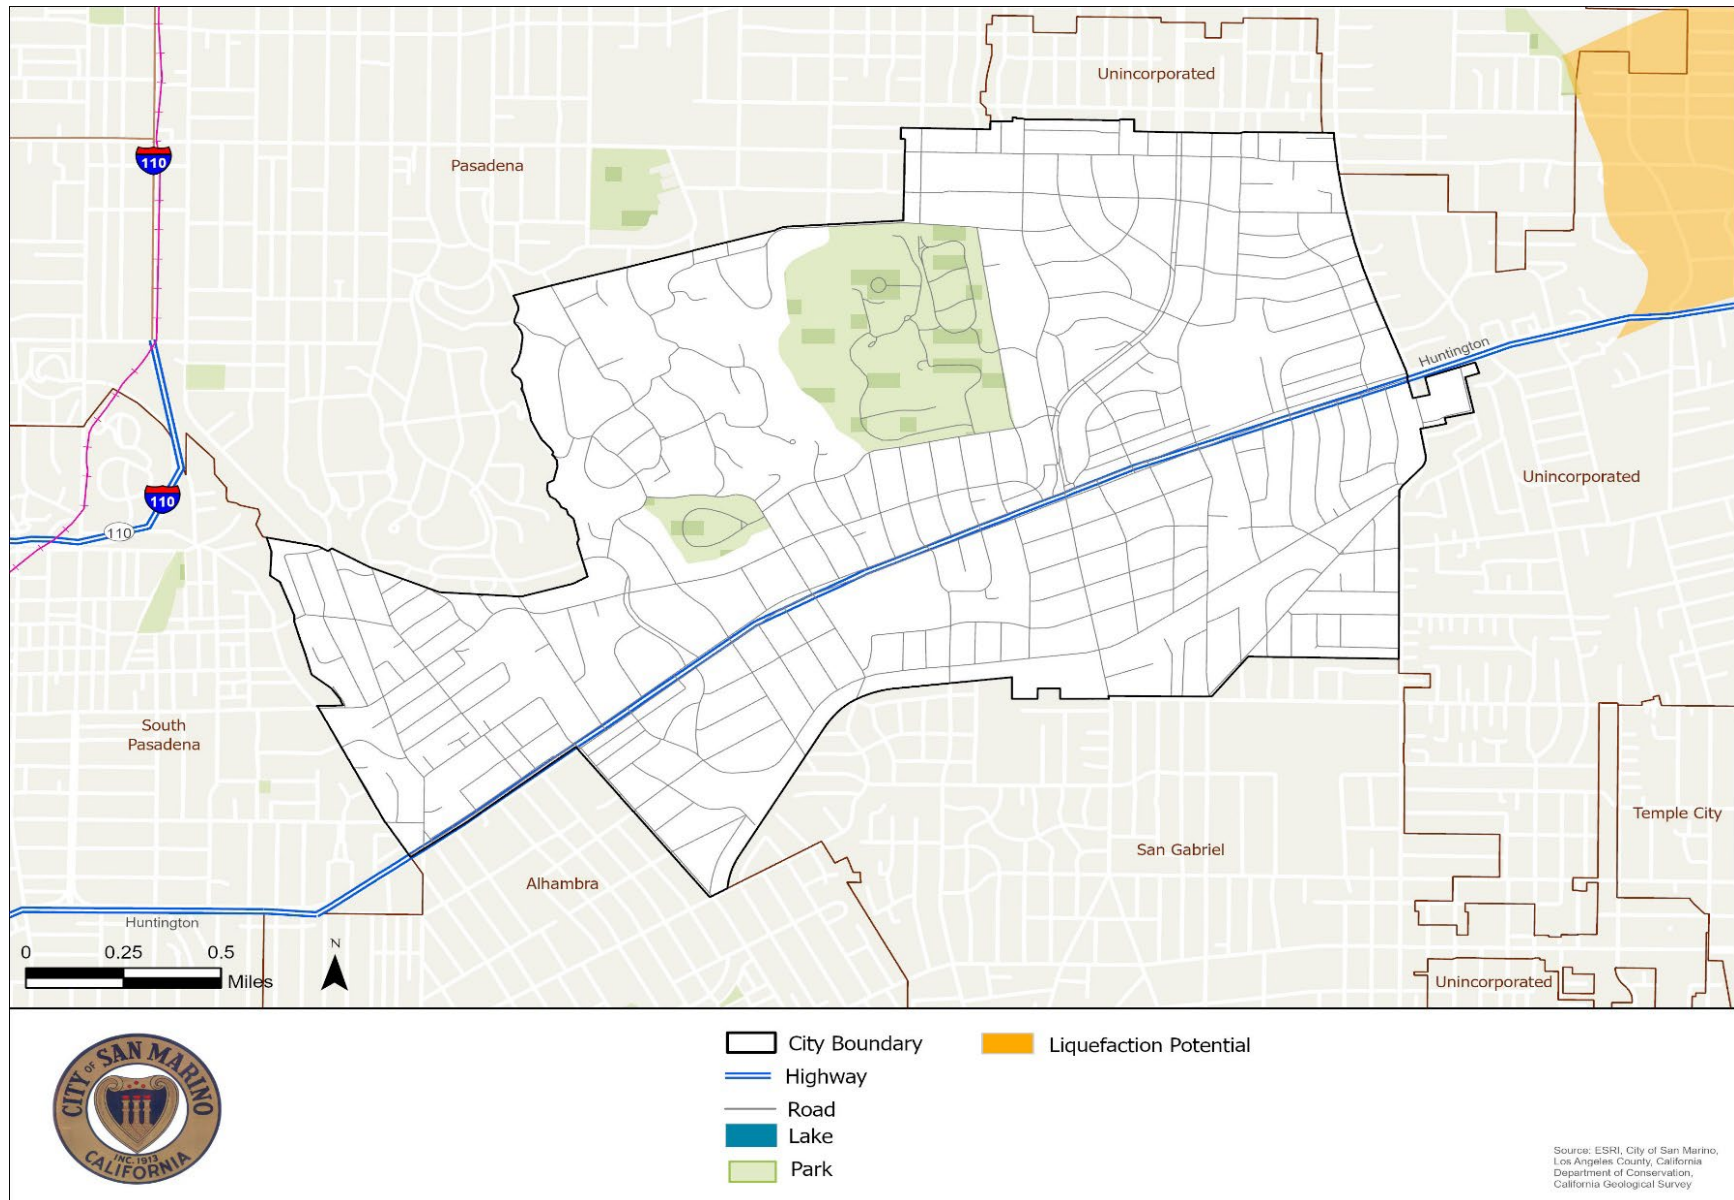 Unincorporated
110
Pasadena
Huntington
Unincorporated
110
110
South
Pasadena
Temple City
San Gabriel
Alhambra
Huntington
0 0.25 0.5
Miles
N
Unincorporated
CITY OF SAN MARINO
INC. 1913
CALIFORNIA
City Boundary
Highway
Road
Lake
Park
Liquefaction Potential
Source: ESRI, City of San Marino,
Los Angeles County, California
Department of Conservation,
California Geological Survey